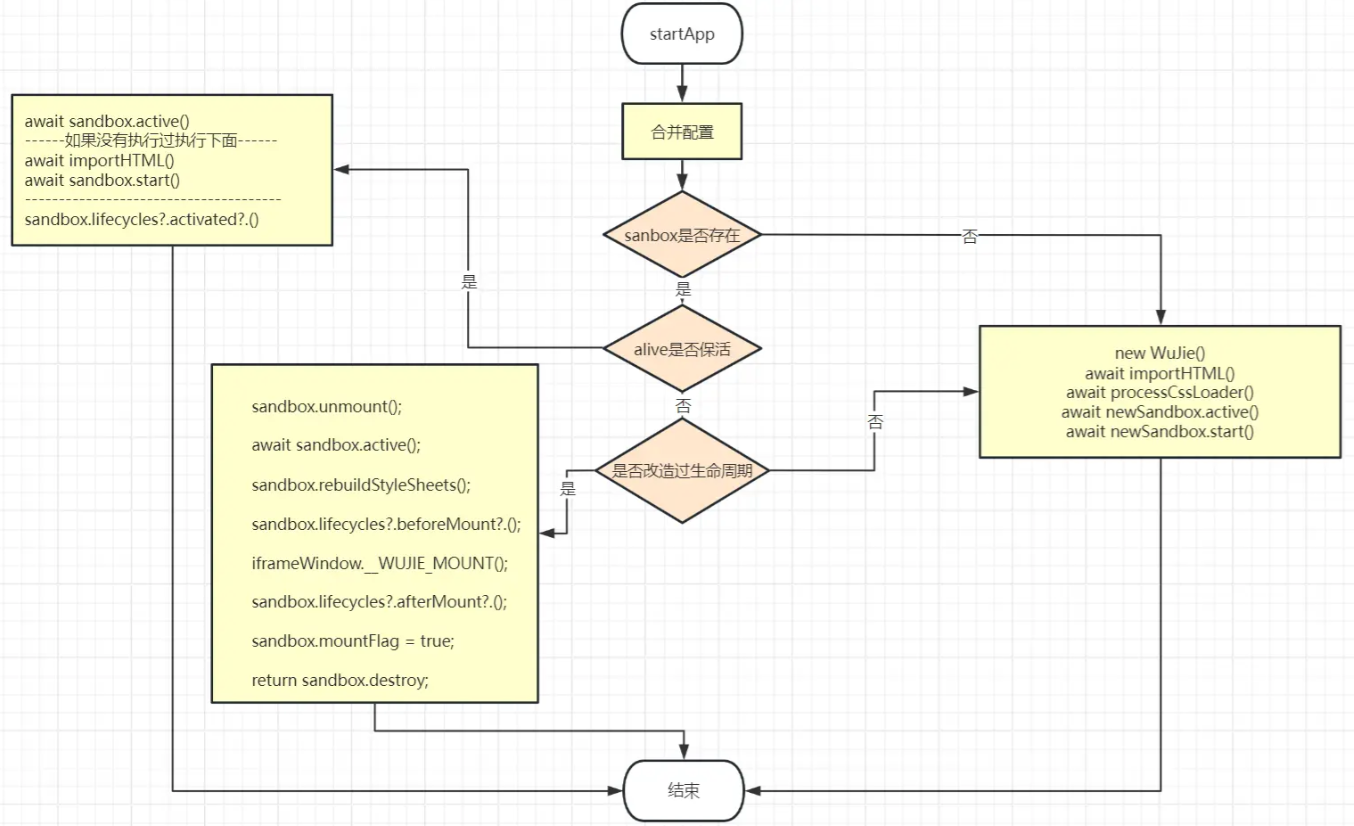 startApp
合并配置
sanbox是否存在
否
是
alive是否保活
是
否
是否改造过生命周期
是
否
await sandbox.active()
------如果没有执行过执行下面------
await importHTML()
await sandbox.start()
--------------------------------------
sandbox.lifecycles?.activated?.()
sandbox.unmount();
await sandbox.active();
sandbox.rebuildStyleSheets();
sandbox.lifecycles?.beforeMount?.();
iframeWindow.__WUJIE_MOUNT();
sandbox.lifecycles?.afterMount?.();
sandbox.mountFlag = true;
return sandbox.destroy;
new WuJie()
await importHTML()
await processCssLoader()
await newSandbox.active()
await newSandbox.start()
结束